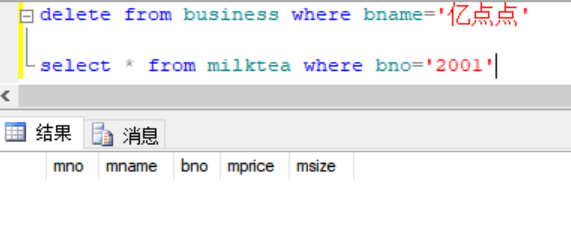 delete from business where bname='亿点点'
select * from milktea where bno='2001'
结果 消息
mno mname bno mprice msize